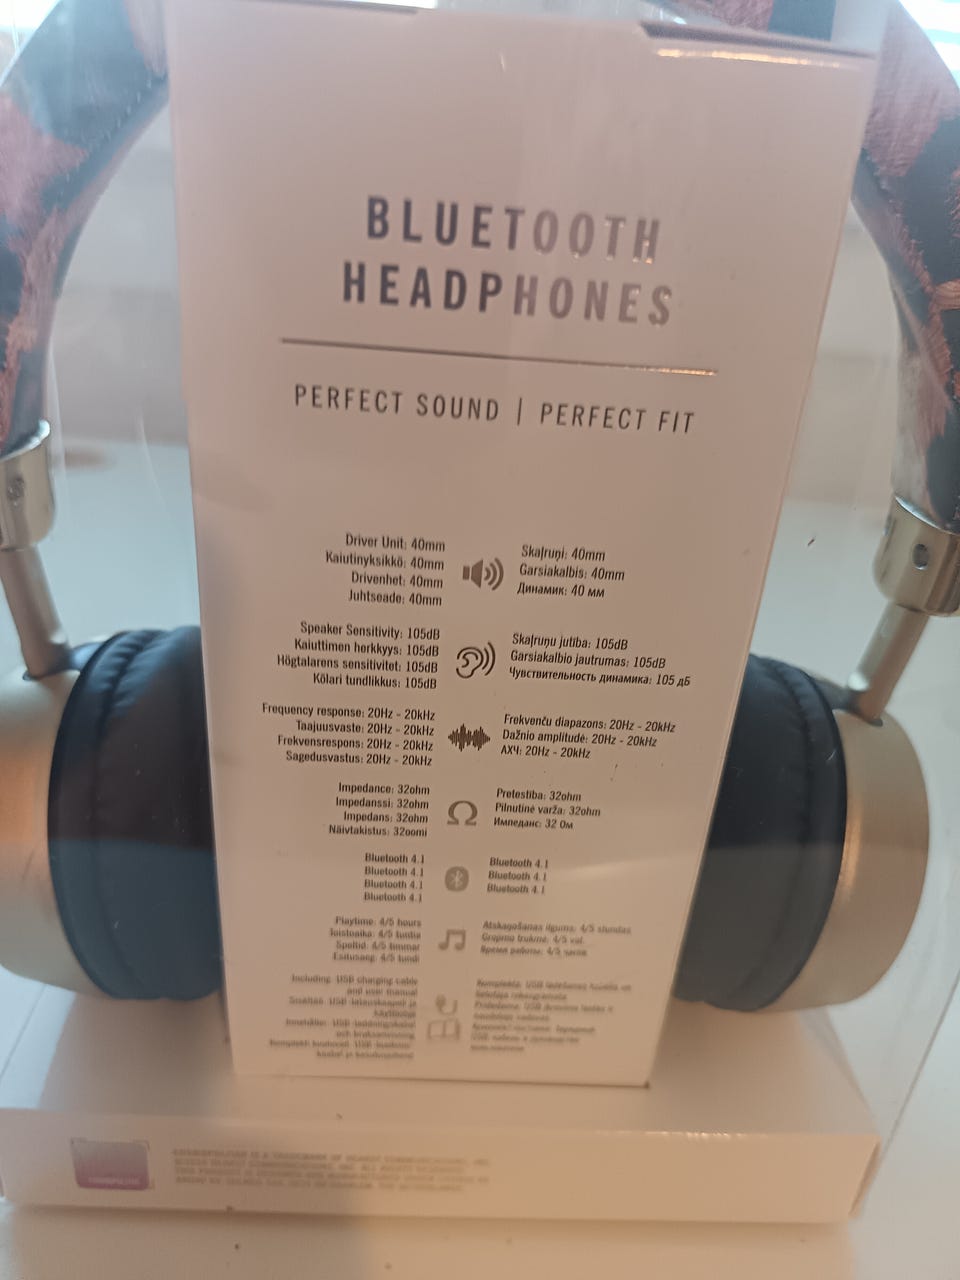 BLUETOOTH
HEADPHONES
PERFECT SOUND | PERFECT FIT
Driver Unit: 40mm
Kaiutinyksikkö: 40mm
Drivenhet: 40mm
Juhtseade: 40mm
Skaļruņi: 40mm
Garsiakalbis: 40mm
Динамик: 40 мм
Speaker Sensitivity: 105dB
Kaiuttimen herkkyys: 105dB
Högtalarens sensitivitet: 105dB
Kõlari tundlikkus: 105dB
Skaļruņu jutība: 105dB
Garsiakalbio jautrumas: 105dB
Чувствительность динамика: 105 дБ
Frequency response: 20Hz - 20kHz
Taajuusvaste: 20Hz - 20kHz
Frekvensrespons: 20Hz - 20kHz
Sagedusvastus: 20Hz - 20kHz
Frekvenču diapazons: 20Hz - 20kHz
Dažnio amplitudė: 20Hz - 20kHz
АХЧ: 20Hz - 20kHz
Impedance: 32ohm
Impedanssi: 32ohm
Impedans: 32ohm
Näivtakistus: 32oomi
Pretestība: 32ohm
Pilnutinė varža: 32ohm
Импеданс: 32 Ом
Bluetooth 4.1
Bluetooth 4.1
Bluetooth 4.1
Bluetooth 4.1
Bluetooth 4.1
Bluetooth 4.1
Bluetooth 4.1
Playtime: 4/5 hours
Toistoaika: 4/5 tuntia
Speltid: 4/5 timmar
Esitusaeg: 4/5 tundi
Atskaņošanas ilgums: 4/5 stundas
Grojimo trukmė: 4/5 val.
Время работы: 4/5 часов
Including: USB charging cable
and user manual